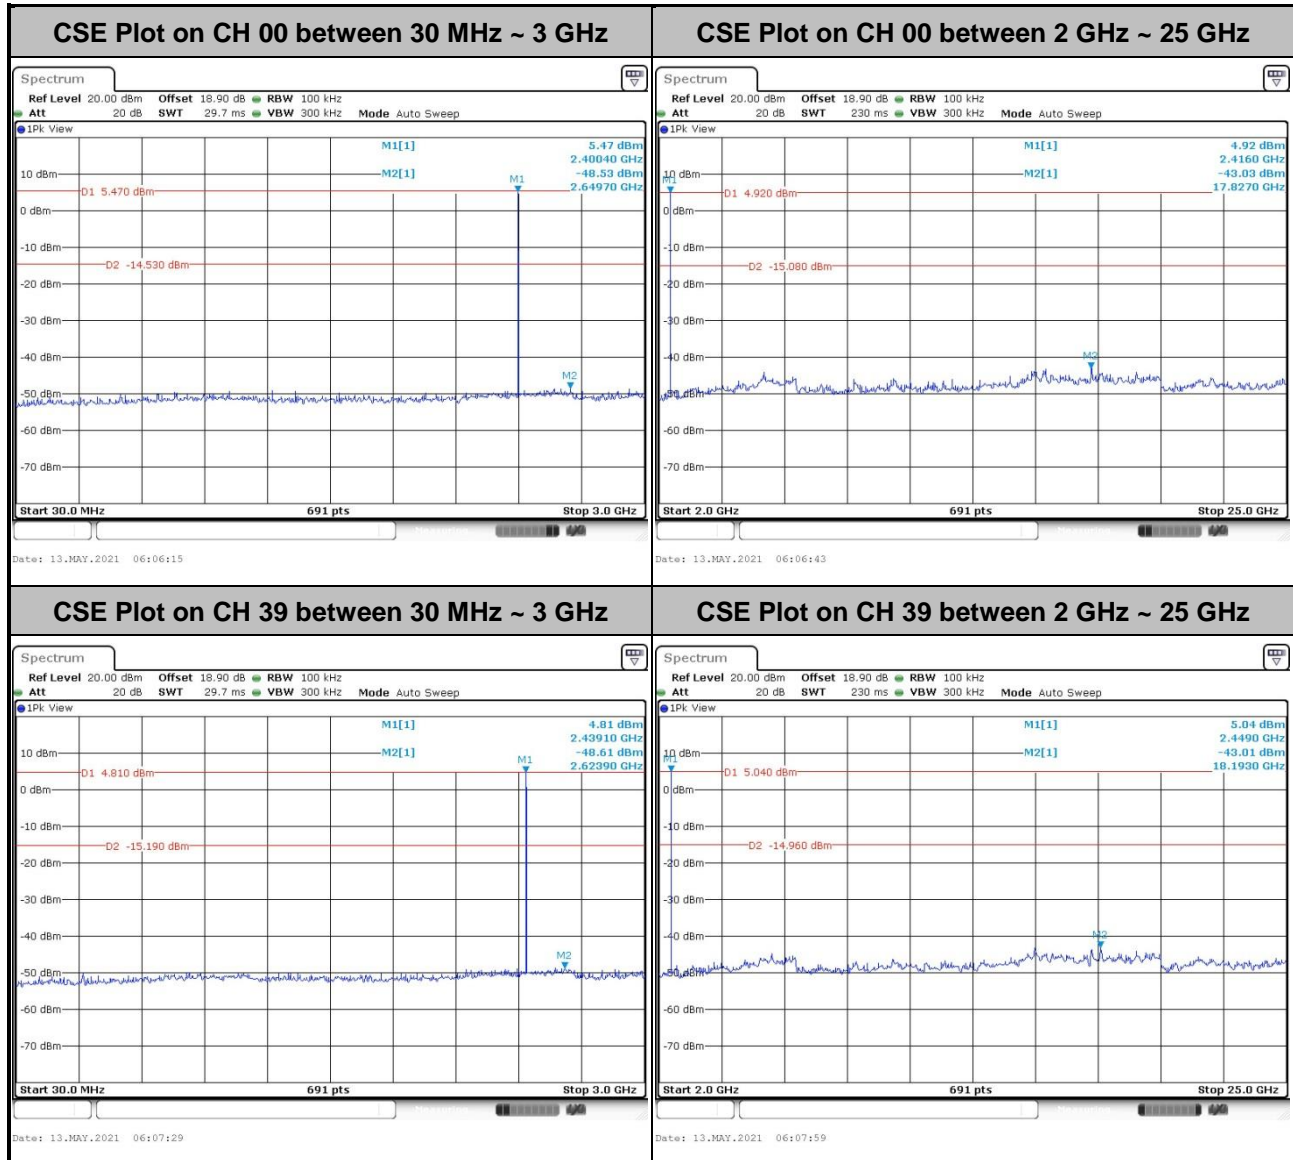 CSE Plot on CH 00 between 30 MHz ~ 3 GHz
Spectrum
Ref Level 20.00 dBm Offset 18.90 dB RBW 100 kHz
Att 20 dB SWT 29.7 ms VBW 300 kHz Mode Auto Sweep
1Pk View
M1[1] 5.47 dBm
2.40040 GHz
10 dBm M2[1] -48.53 dBm
2.64970 GHz
M1
D1 5.470 dBm
0 dBm
-10 dBm
D2 -14.530 dBm
-20 dBm
-30 dBm
-40 dBm
M2
-50 dBm
-60 dBm
-70 dBm
Start 30.0 MHz 691 pts Stop 3.0 GHz
Date: 13.MAY.2021 06:06:15
CSE Plot on CH 00 between 2 GHz ~ 25 GHz
Spectrum
Ref Level 20.00 dBm Offset 18.90 dB RBW 100 kHz
Att 20 dB SWT 230 ms VBW 300 kHz Mode Auto Sweep
1Pk View
M1[1] 4.92 dBm
2.4160 GHz
10 dBm M2[1] -43.03 dBm
17.8270 GHz
M1
D1 4.920 dBm
0 dBm
-10 dBm
D2 -15.080 dBm
-20 dBm
-30 dBm
-40 dBm
M2
-50 dBm
-60 dBm
-70 dBm
Start 2.0 GHz 691 pts Stop 25.0 GHz
Date: 13.MAY.2021 06:06:43
CSE Plot on CH 39 between 30 MHz ~ 3 GHz
Spectrum
Ref Level 20.00 dBm Offset 18.90 dB RBW 100 kHz
Att 20 dB SWT 29.7 ms VBW 300 kHz Mode Auto Sweep
1Pk View
M1[1] 4.81 dBm
2.43910 GHz
10 dBm M2[1] -48.61 dBm
2.62390 GHz
M1
D1 4.810 dBm
0 dBm
-10 dBm
D2 -15.190 dBm
-20 dBm
-30 dBm
-40 dBm
M2
-50 dBm
-60 dBm
-70 dBm
Start 30.0 MHz 691 pts Stop 3.0 GHz
Date: 13.MAY.2021 06:07:29
CSE Plot on CH 39 between 2 GHz ~ 25 GHz
Spectrum
Ref Level 20.00 dBm Offset 18.90 dB RBW 100 kHz
Att 20 dB SWT 230 ms VBW 300 kHz Mode Auto Sweep
1Pk View
M1[1] 5.04 dBm
2.4490 GHz
10 dBm M2[1] -43.01 dBm
18.1930 GHz
M1
D1 5.040 dBm
0 dBm
-10 dBm
D2 -14.960 dBm
-20 dBm
-30 dBm
-40 dBm
M2
-50 dBm
-60 dBm
-70 dBm
Start 2.0 GHz 691 pts Stop 25.0 GHz
Date: 13.MAY.2021 06:07:59